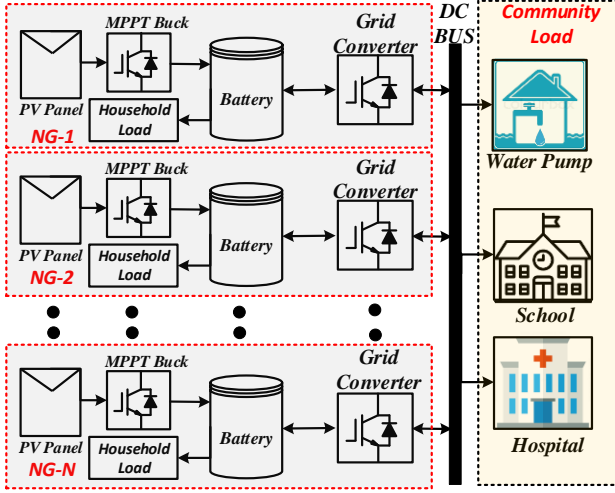 MPPT Buck
Grid
Converter
PV Panel
Household
Load
Battery
NG-1
DC
BUS
Community
Load
Water Pump
MPPT Buck
Grid
Converter
PV Panel
Household
Load
Battery
NG-2
School
MPPT Buck
Grid
Converter
PV Panel
Household
Load
Battery
NG-N
Hospital